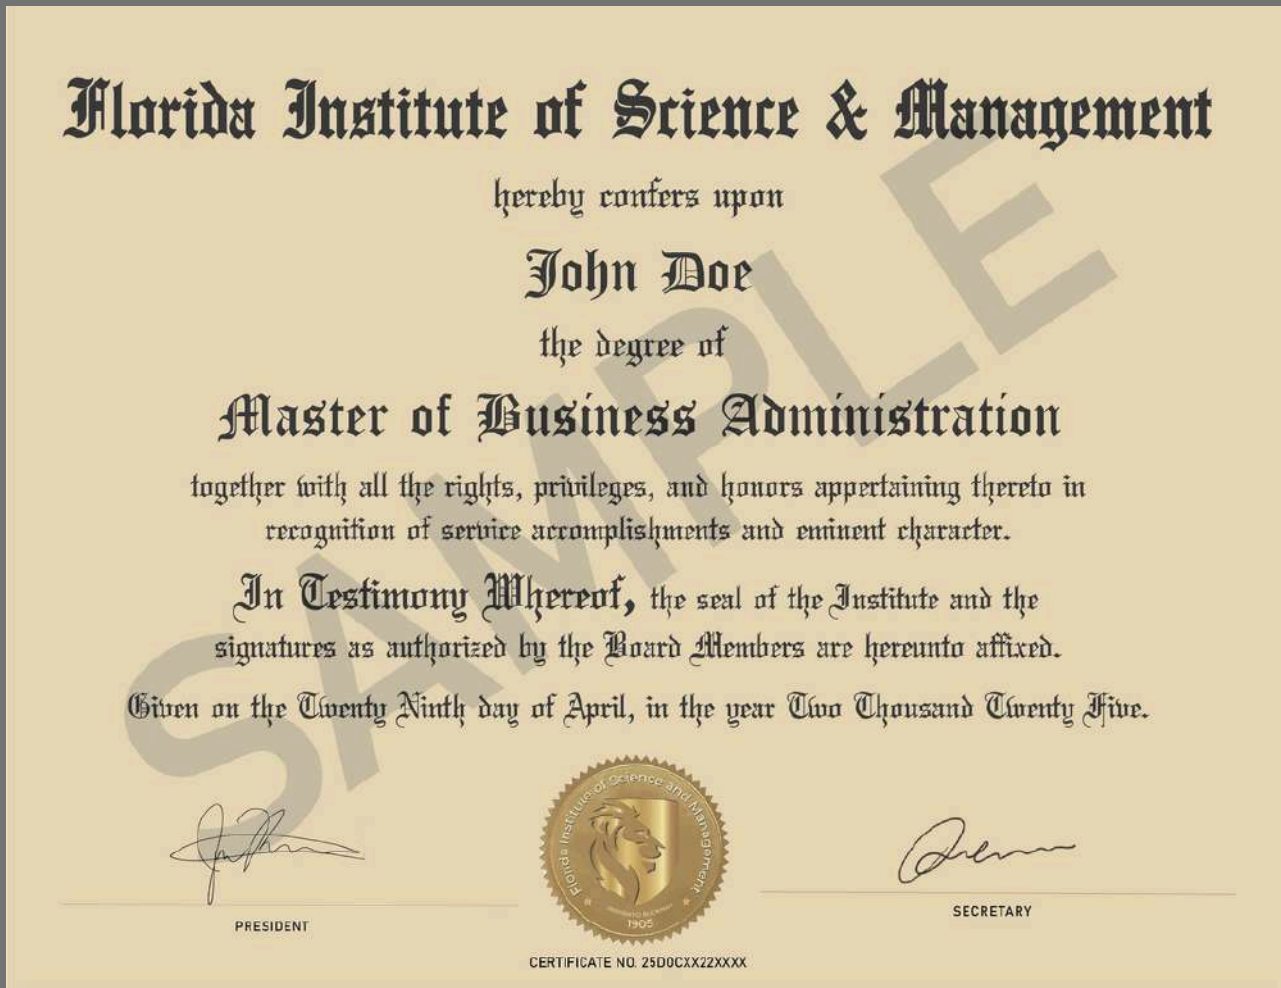 Florida Institute of Science & Management
hereby confers upon
John Doe
the degree of
Master of Business Administration
together with all the rights, privileges, and honors appertaining thereto in
recognition of service accomplishments and eminent character.
In Testimony Whereof, the seal of the Institute and the
signatures as authorized by the Board Members are hereunto affixed.
Given on the Twenty Ninth day of April, in the year Two Thousand Twenty Five.
SAMPLE
Florida Institute of Science and Management
1905
PRESIDENT
SECRETARY
CERTIFICATE NO. 25D0CXX22XXXX